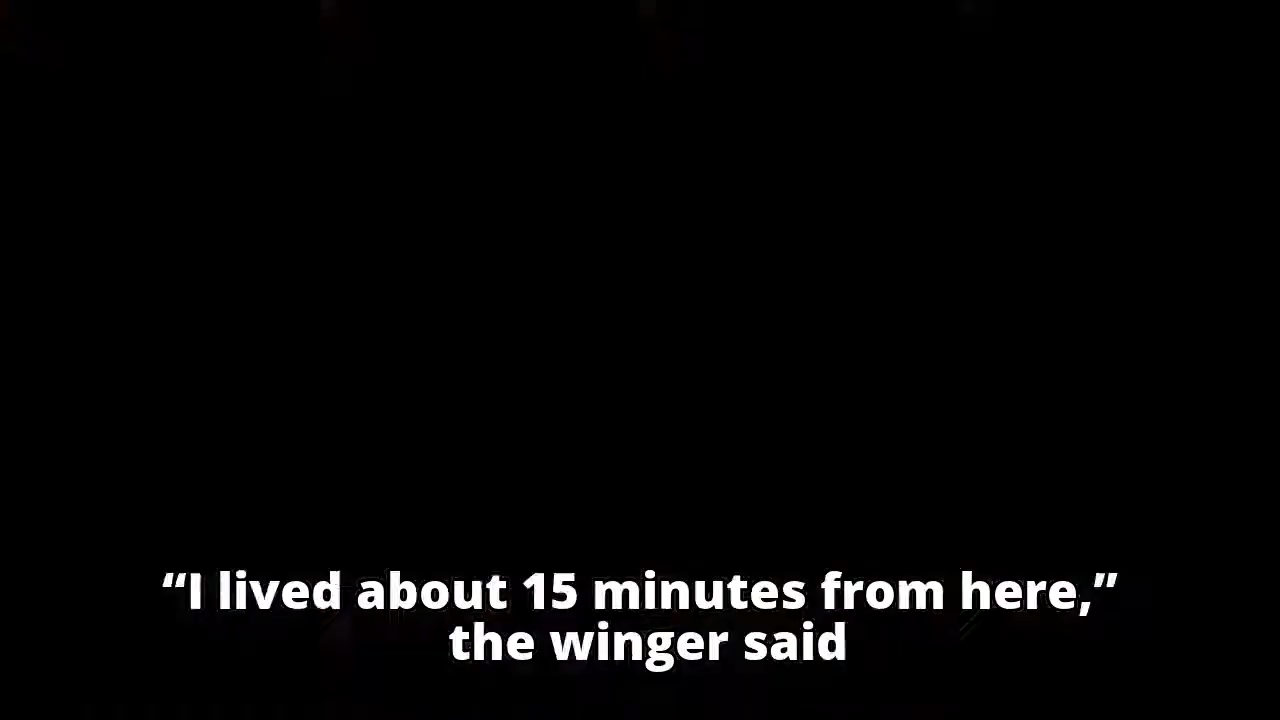 “I lived about 15 minutes from here,”
the winger said